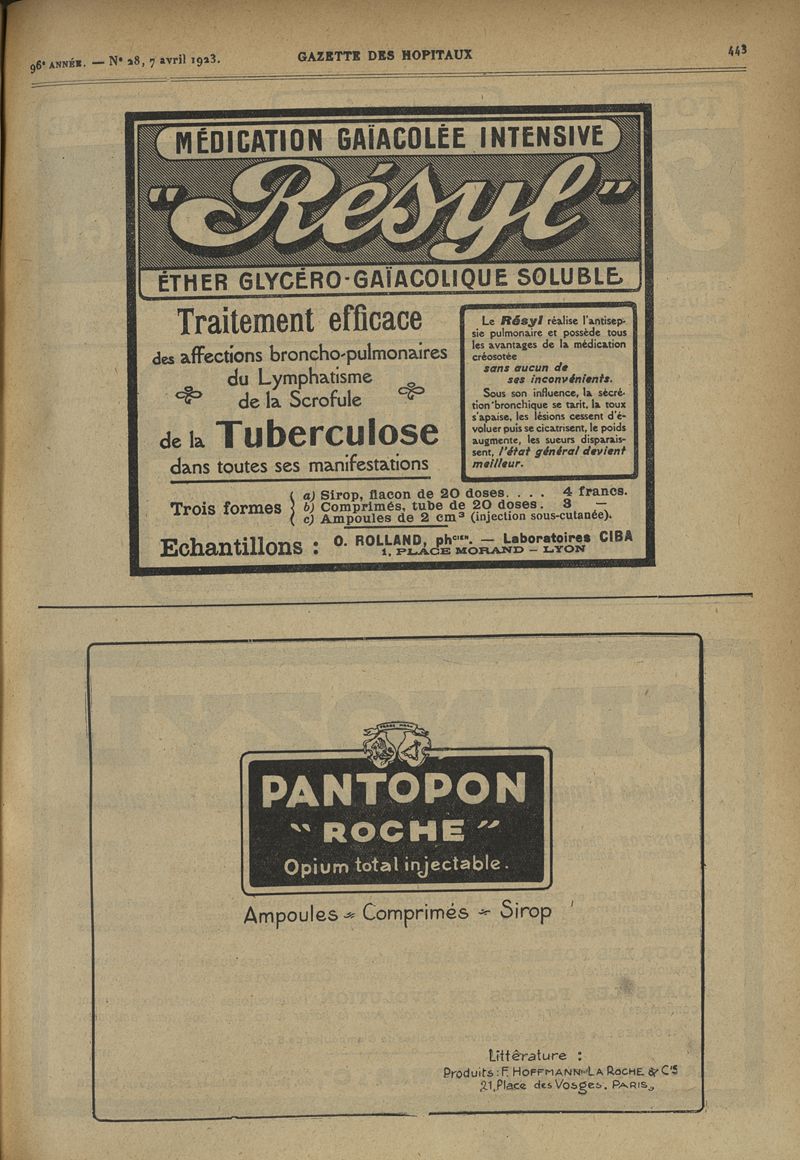 96e ANNÉE. — N° 28, 7 avril 1923.
GAZETTE DES HOPITAUX
443
MÉDICATION GAÏACOLÉE INTENSIVE
"Résyl"
ÉTHER GLYCÉRO-GAÏACOLIQUE SOLUBLE
Traitement efficace
des affections broncho-pulmonaires
du Lymphatisme
de la Scrofule
de la Tuberculose
dans toutes ses manifestations
Le Résyl réalise l'antisep-
sie pulmonaire et possède tous
les avantages de la médication
créosotée
sans aucun de
ses inconvénients.
Sous son influence, la sécré-
tion bronchique se tarit, la toux
s'apaise, les lésions cessent d'é-
voluer puis se cicatrisent, le poids
augmente, les sueurs disparais-
sent, l'état général devient
meilleur.
Trois formes
a) Sirop, flacon de 20 doses. . . . 4 francs.
b) Comprimés, tube de 20 doses. 3 —
c) Ampoules de 2 cm³ (injection sous-cutanée).
Echantillons :
O. ROLLAND, phcien. — Laboratoires CIBA
1, PLACE MORAND - LYON
PANTOPON
"ROCHE"
Opium total injectable.
Ampoules - Comprimés - Sirop
Littérature :
Produits : F. HOFFMANN-LA ROCHE & Cie
21, Place des Vosges. PARIS.